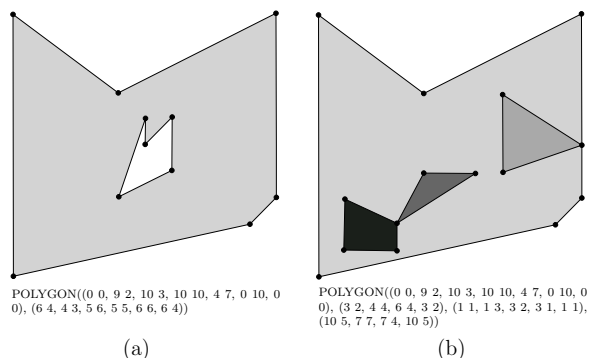 POLYGON((0 0, 9 2, 10 3, 10 10, 4 7, 0 10, 0
0), (6 4, 4 3, 5 6, 5 5, 6 6, 6 4))
(a)
POLYGON((0 0, 9 2, 10 3, 10 10, 4 7, 0 10, 0
0), (3 2, 4 4, 6 4, 3 2), (1 1, 1 3, 3 2, 3 1, 1 1),
(10 5, 7 7, 7 4, 10 5))
(b)